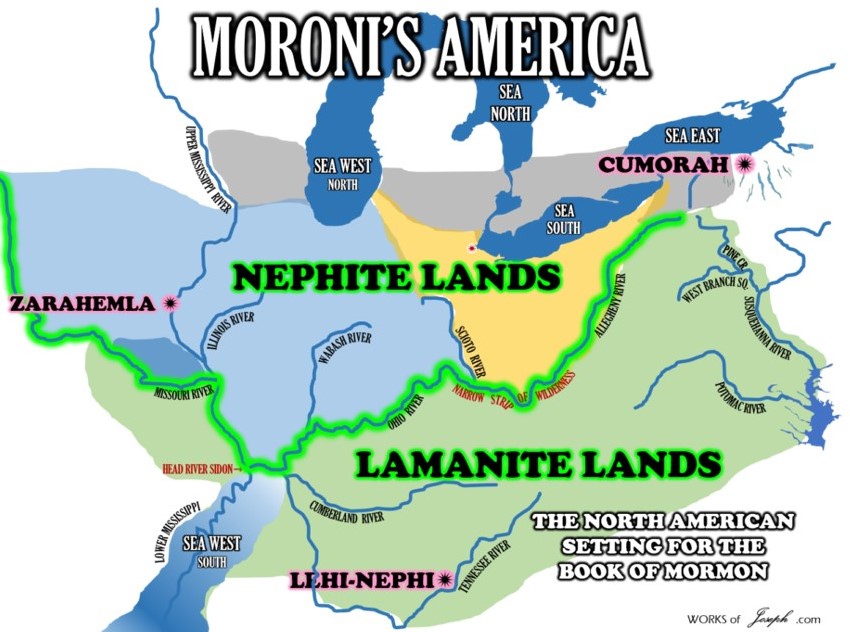 MORONI'S AMERICA
SEA
NORTH
SEA EAST
UPPER MISSISSIPPI RIVER
SEA WEST
NORTH
CUMORAH
SEA
SOUTH
NEPHITE LANDS
PINE CR.
WEST BRANCH SQ.
ZARAHEMLA
ILLINOIS RIVER
WABASH RIVER
SCIOTO RIVER
ALLEGHENY RIVER
SUSQUEHANNA RIVER
MISSOURI RIVER
OHIO RIVER
NARROW STRIP OF WILDERNESS
POTOMAC RIVER
HEAD RIVER SIDON→
LAMANITE LANDS
LOWER MISSISSIPPI
CUMBERLAND RIVER
SEA WEST
SOUTH
THE NORTH AMERICAN
SETTING FOR THE
BOOK OF MORMON
LEHI-NEPHI
TENNESSEE RIVER
WORKS of Joseph .com